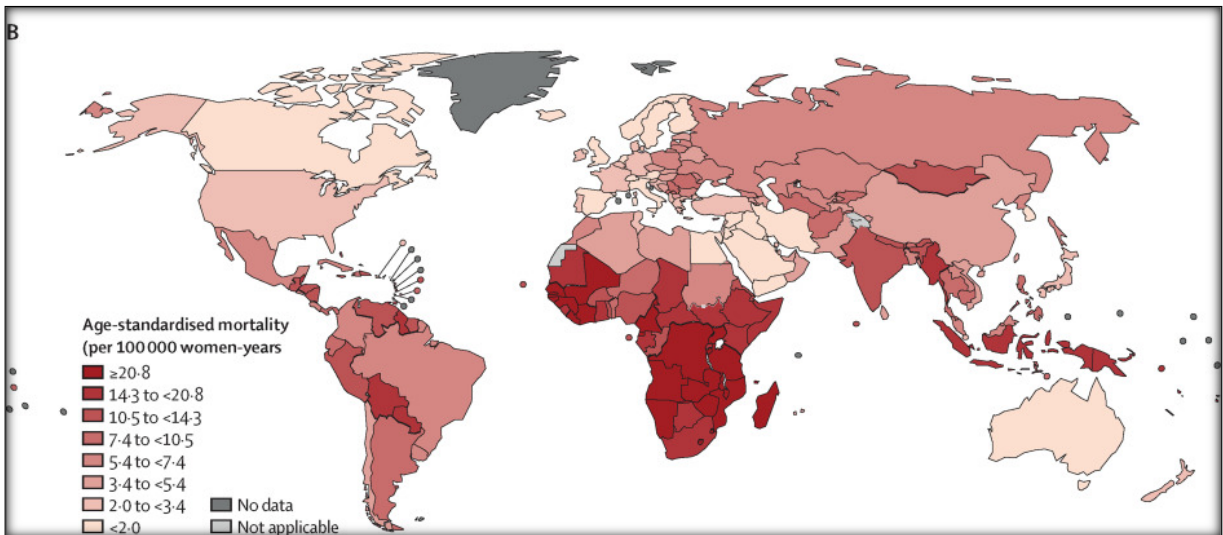 B
Age-standardised mortality
(per 100 000 women-years
≥20·8
14·3 to <20·8
10·5 to <14·3
7·4 to <10·5
5·4 to <7·4
3·4 to <5·4
2·0 to <3·4
<2·0
No data
Not applicable